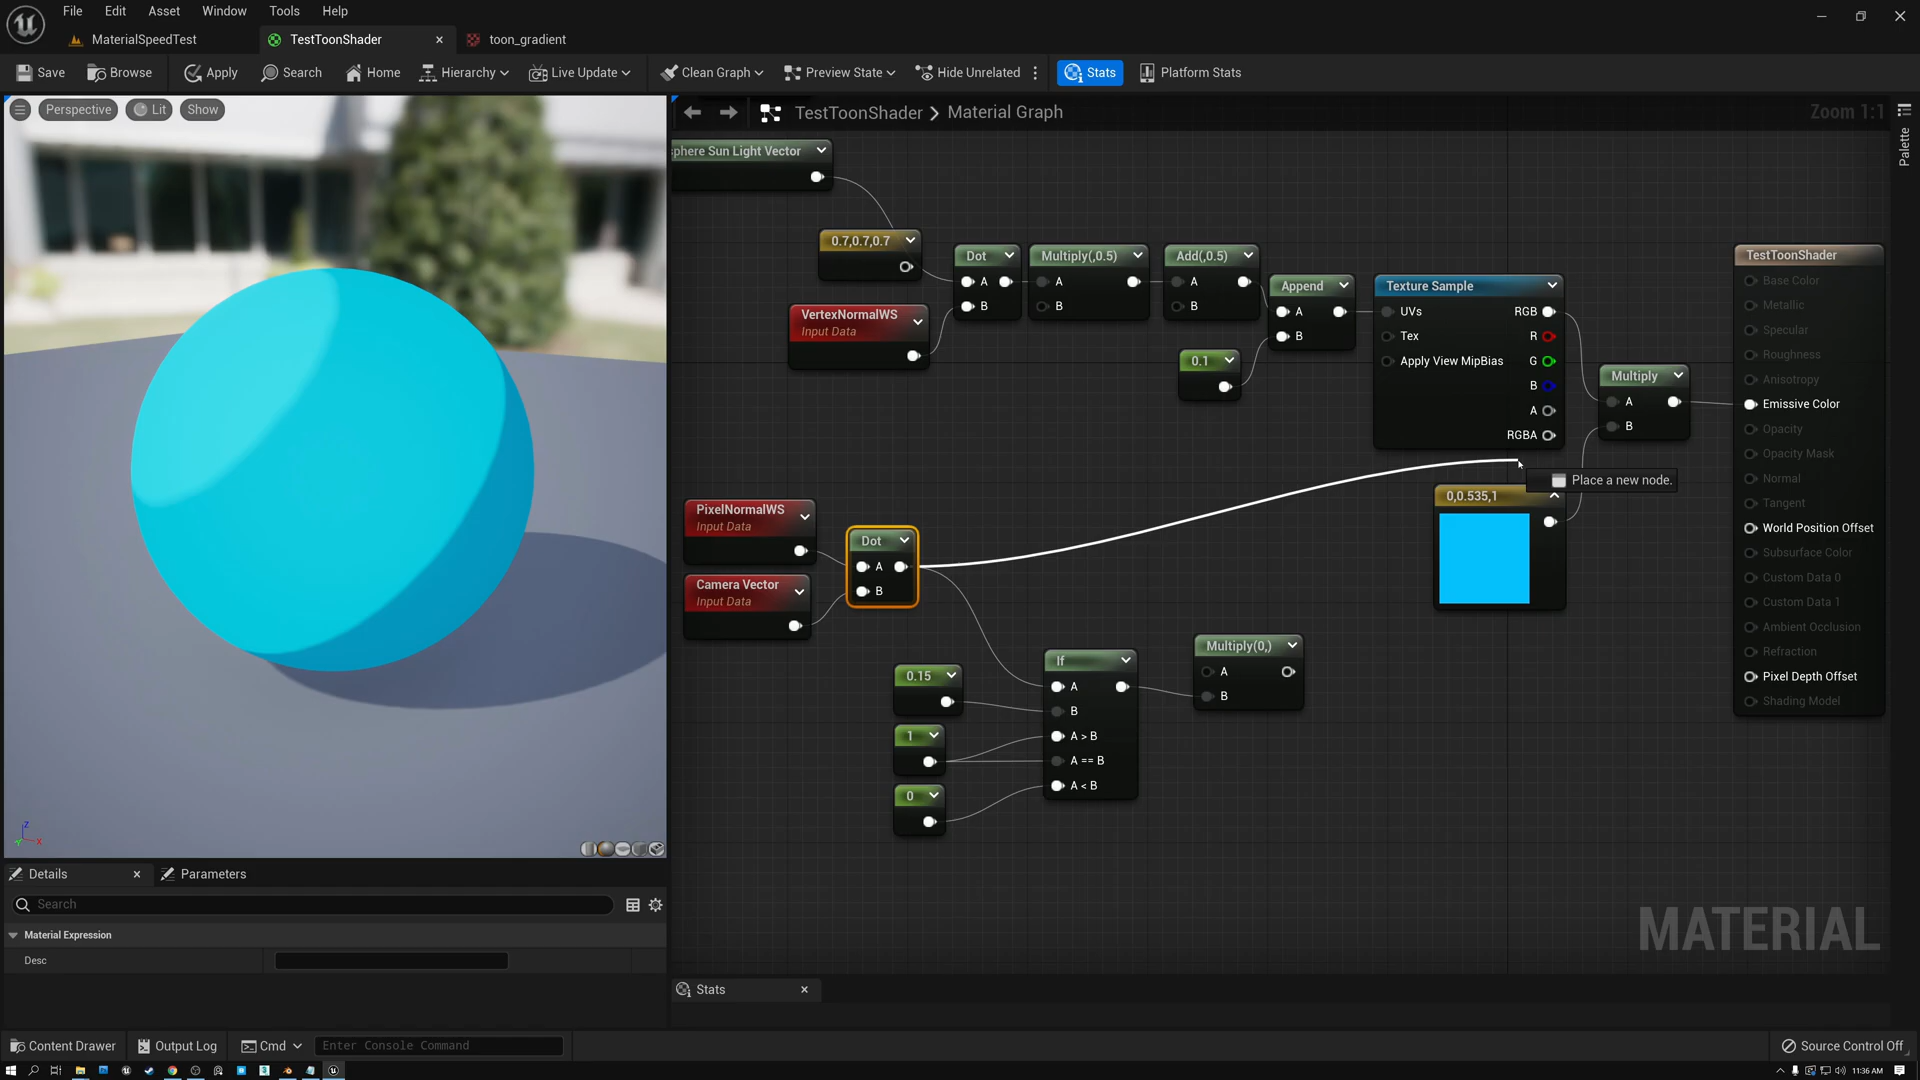 File Edit Asset Window Tools Help
MaterialSpeedTest
TestToonShader
toon_gradient
Save Browse Apply Search Home Hierarchy Live Update Clean Graph Preview State Hide Unrelated Stats Platform Stats
Perspective Lit Show
TestToonShader > Material Graph
Zoom 1:1
Palette
sphere Sun Light Vector
0.7,0.7,0.7
VertexNormalWS
Input Data
Dot
A
B
Multiply(,0.5)
A
B
Add(,0.5)
A
B
0.1
Append
A
B
Texture Sample
UVs RGB
Tex R
Apply View MipBias G
B
A
RGBA
Multiply
A
B
TestToonShader
Base Color
Metallic
Specular
Roughness
Anisotropy
Emissive Color
Opacity
Opacity Mask
Normal
Tangent
World Position Offset
Subsurface Color
Custom Data 0
Custom Data 1
Ambient Occlusion
Refraction
Pixel Depth Offset
Shading Model
Place a new node.
0,0.535,1
PixelNormalWS
Input Data
Camera Vector
Input Data
Dot
A
B
0.15
1
0
If
A
B
A > B
A == B
A < B
Multiply(0,)
A
B
MATERIAL
Z
X
Details
Parameters
Search
Material Expression
Desc
Stats
Content Drawer Output Log Cmd Enter Console Command Source Control Off
11:36 AM